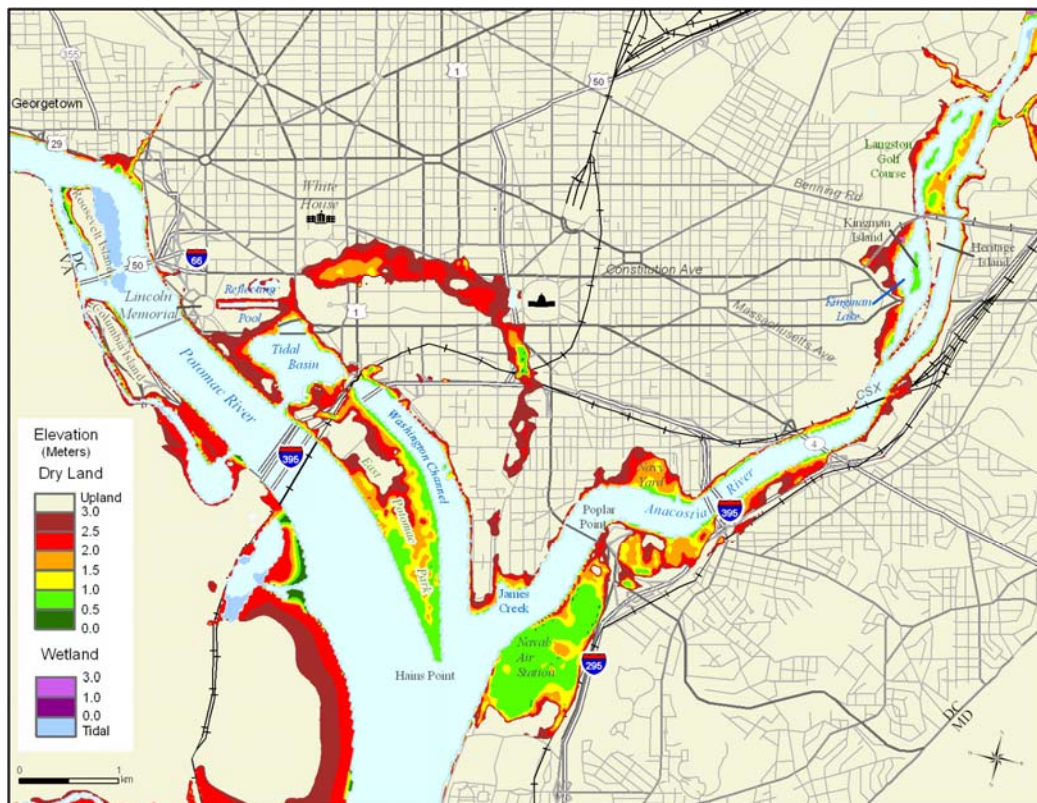 355
Georgetown
29
1
50
White
House
66
50
DC
VA
Roosevelt Island
Lincoln
Memorial
Columbia Island
Reflecting
Pool
1
Tidal
Basin
Potomac River
Constitution Ave
Massachusetts Ave
Benning Rd
Langston
Golf
Course
Kingman
Island
Heritage
Island
Kingman
Lake
CSX
4
395
Washington Channel
East
Potomac
Park
Navy
Yard
Poplar
Point
Anacostia
River
395
James
Creek
Naval
Air
Station
295
Hains Point
DC
MD
Elevation
(Meters)
Dry Land
Upland
3.0
2.5
2.0
1.5
1.0
0.5
0.0
Wetland
3.0
1.0
0.0
Tidal
0 1
km